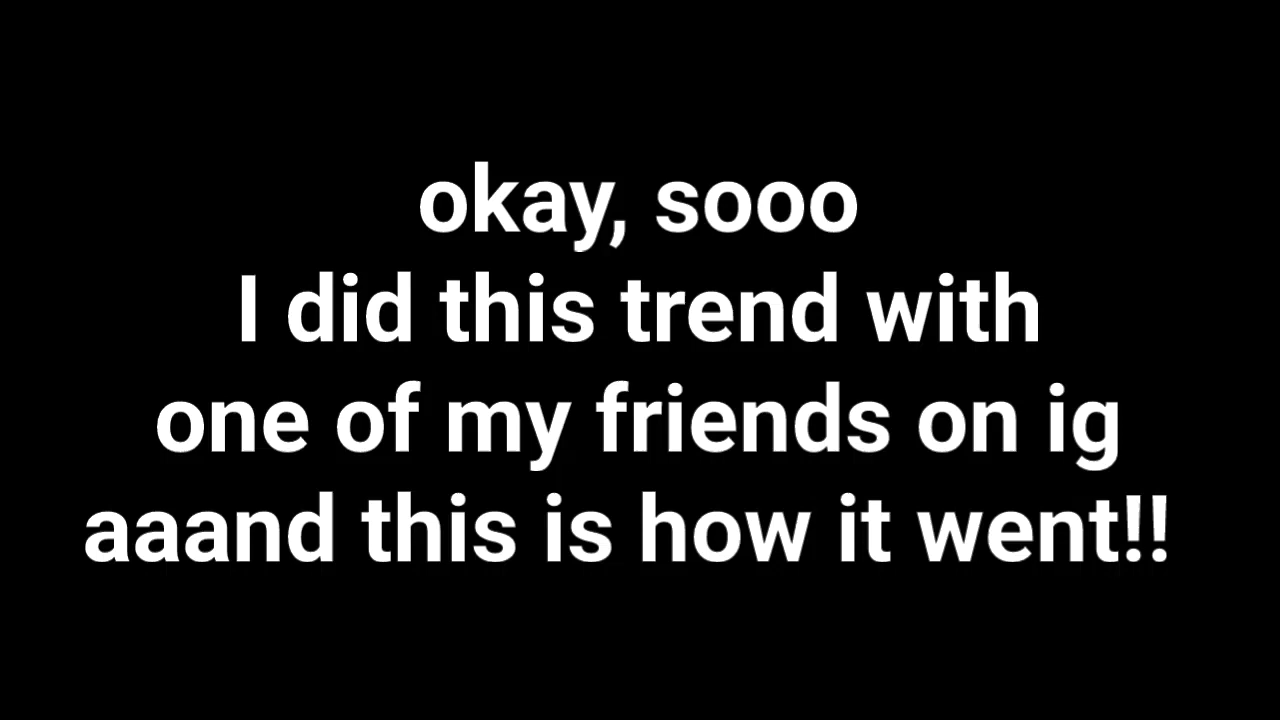 okay, sooo
I did this trend with
one of my friends on ig
aaand this is how it went!!